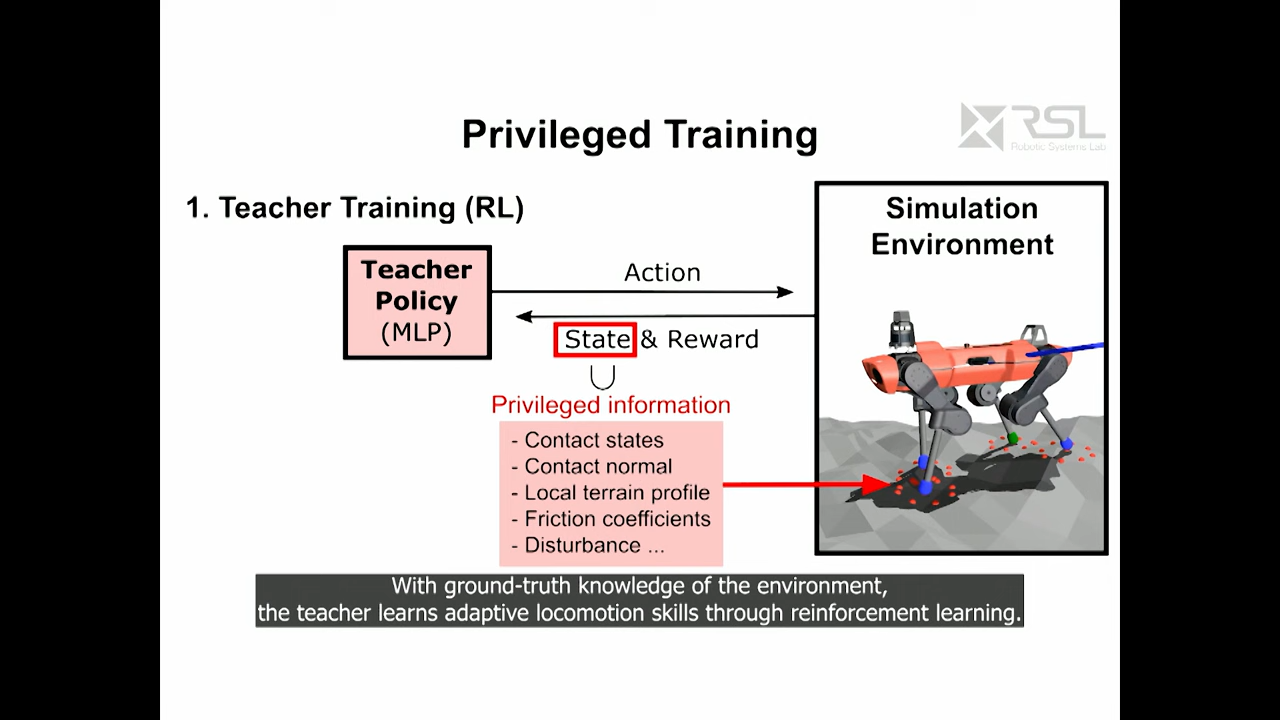 Privileged Training
RSL
Robotic Systems Lab
1. Teacher Training (RL)
Simulation
Environment
Teacher
Policy
(MLP)
Action
State & Reward
Privileged information
- Contact states
- Contact normal
- Local terrain profile
- Friction coefficients
- Disturbance ...
With ground-truth knowledge of the environment,
the teacher learns adaptive locomotion skills through reinforcement learning.